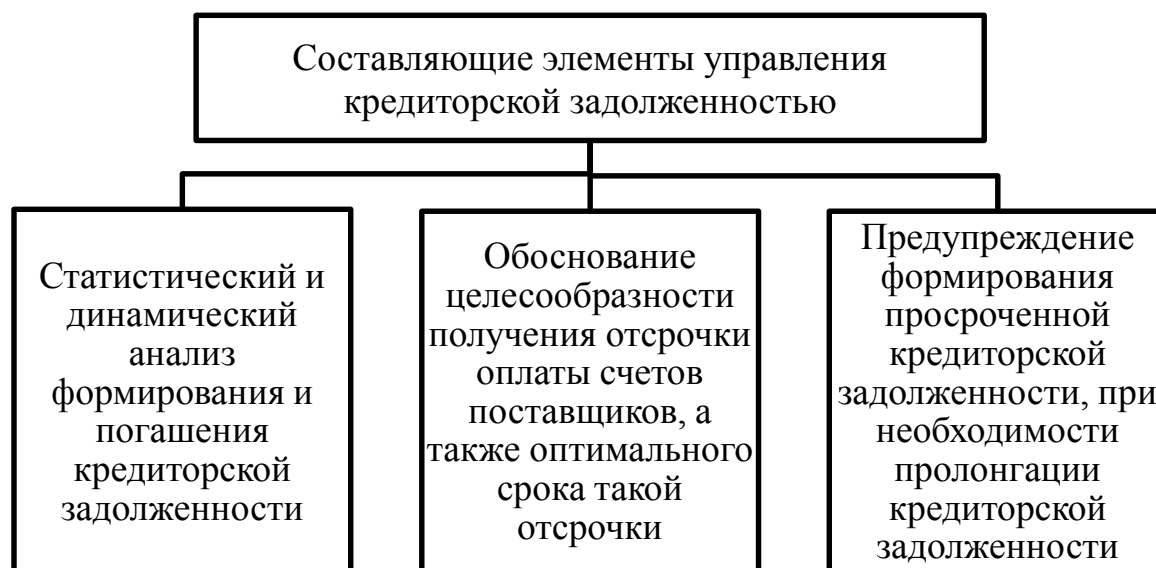 Составляющие элементы управления
кредиторской задолженностью
Статистический и
динамический
анализ
формирования и
погашения
кредиторской
задолженности
Обоснование
целесообразности
получения отсрочки
оплаты счетов
поставщиков, а
также оптимального
срока такой
отсрочки
Предупреждение
формирования
просроченной
кредиторской
задолженности, при
необходимости
пролонгации
кредиторской
задолженности